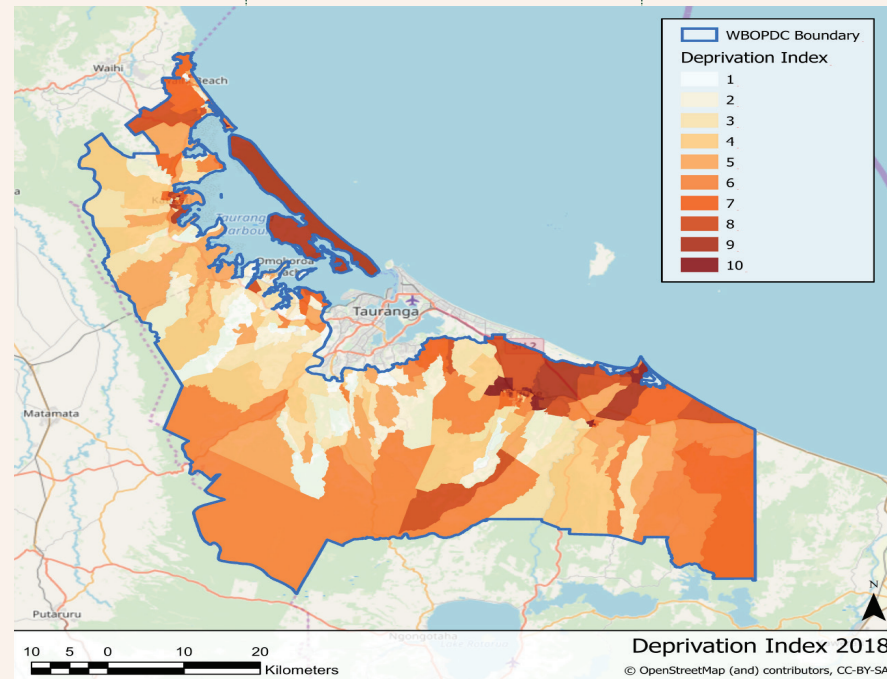 WBOPDC Boundary
Deprivation Index
1
2
3
4
5
6
7
8
9
10
Waihi
Beach
Tauranga
Harbour
Omokoroa
Beach
Tauranga
Matamata
Putaruru
Ngongotaha
N
10 5 0 10 20
Kilometers
Deprivation Index 2018
© OpenStreetMap (and) contributors, CC-BY-SA